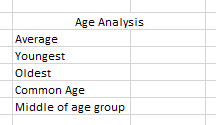 Age Analysis
Average
Youngest
Oldest
Common Age
Middle of age group